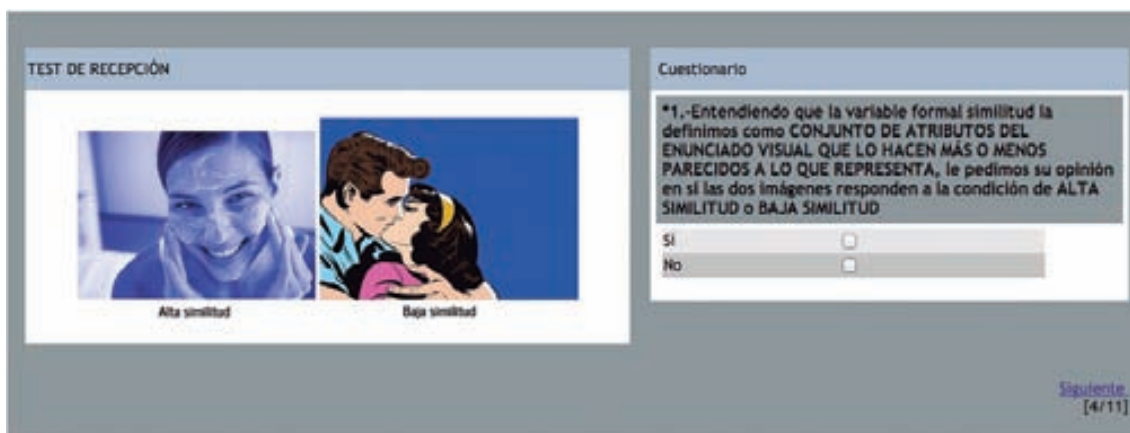 TEST DE RECEPCIÓN
Alta similitud
Baja similitud
Cuestionario
*1.-Entendiendo que la variable formal similitud la
definimos como CONJUNTO DE ATRIBUTOS DEL
ENUNCIADO VISUAL QUE LO HACEN MÁS O MENOS
PARECIDOS A LO QUE REPRESENTA, le pedimos su opinión
en si las dos imágenes responden a la condición de ALTA
SIMILITUD o BAJA SIMILITUD
Si
No
Siguiente
[4/11]